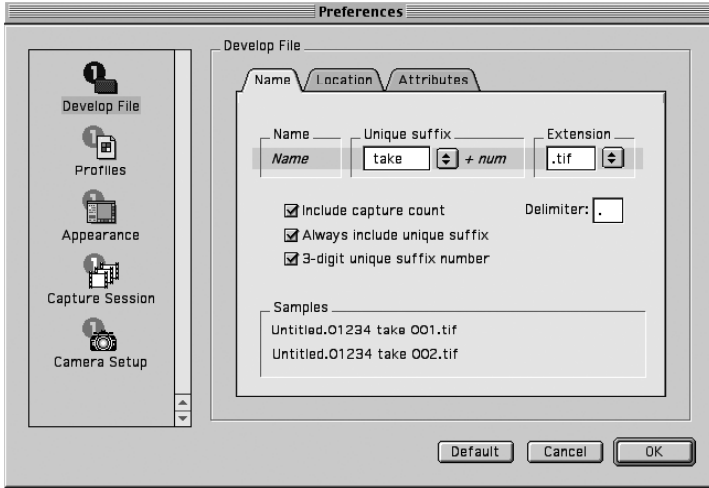 Preferences
Develop File
Profiles
Appearance
Capture Session
Camera Setup
Develop File
Name
Location
Attributes
Name
Unique suffix
Extension
Name
take
+ num
.tif
Include capture count
Delimiter: .
Always include unique suffix
3-digit unique suffix number
Samples
Untitled.01234 take 001.tif
Untitled.01234 take 002.tif
Default
Cancel
OK